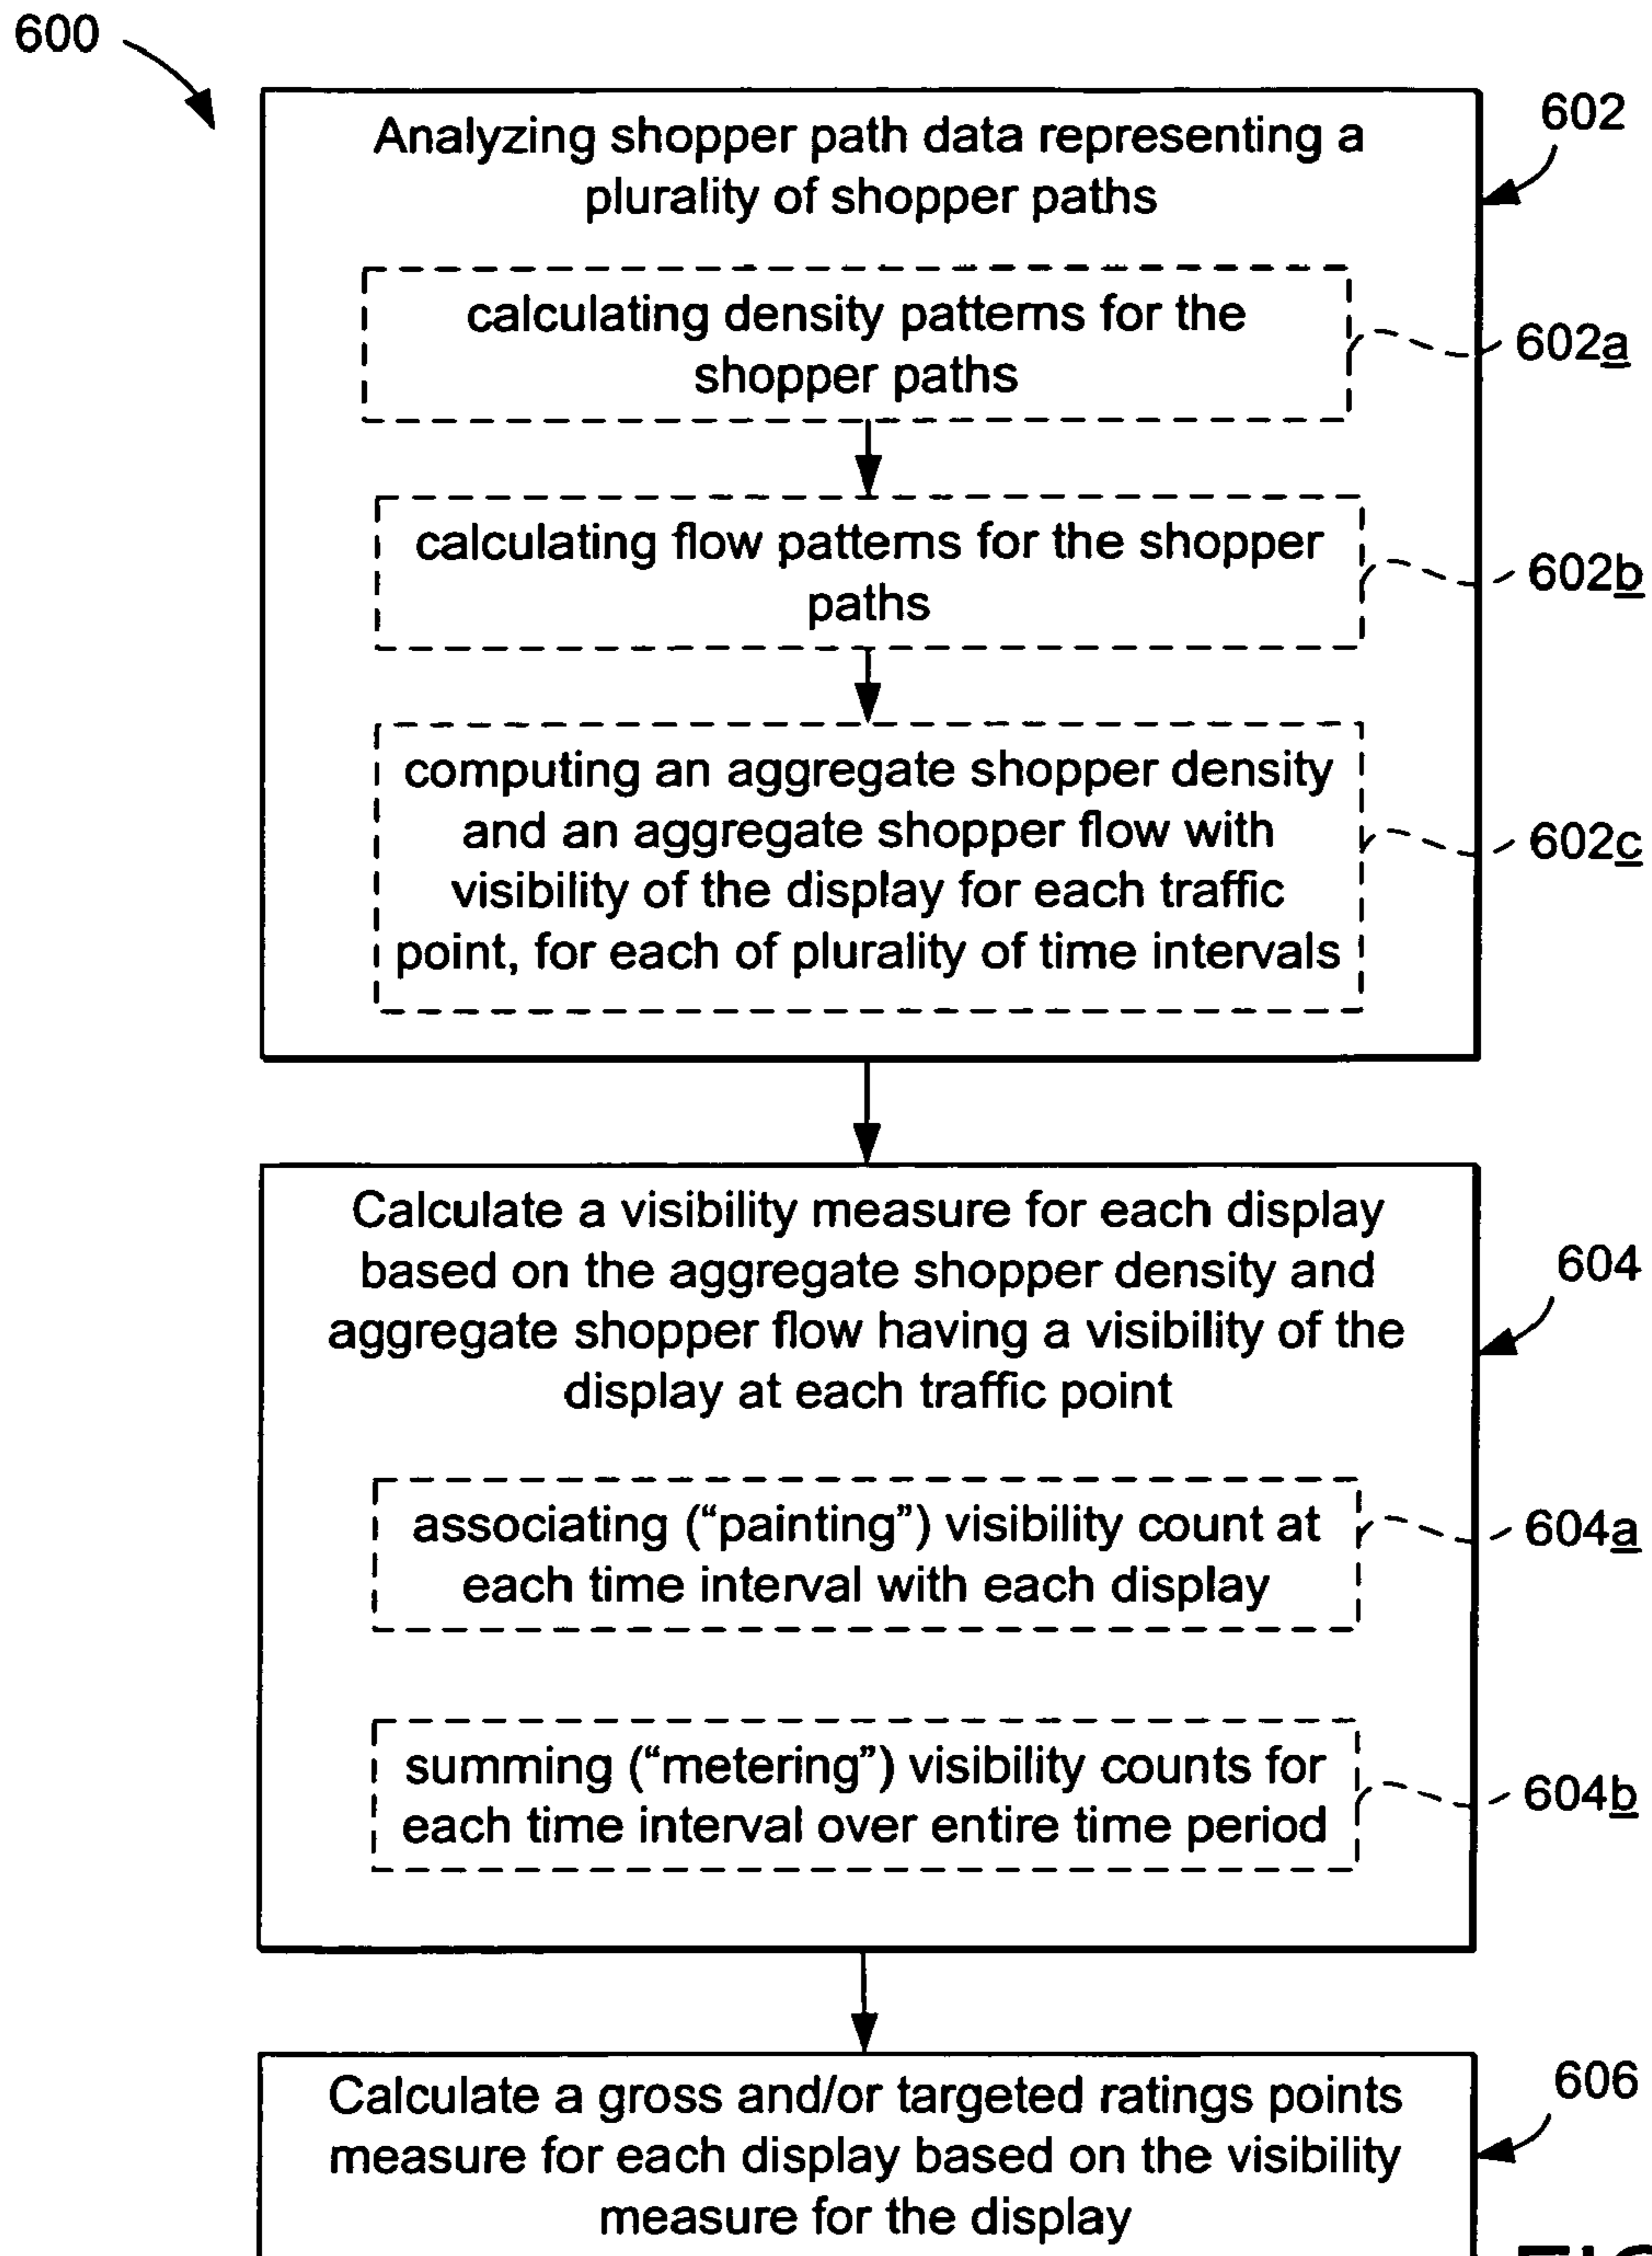 600
Analyzing shopper path data representing a
plurality of shopper paths
602
calculating density patterns for the
shopper paths
602a
calculating flow patterns for the shopper
paths
602b
computing an aggregate shopper density
and an aggregate shopper flow with
visibility of the display for each traffic
point, for each of plurality of time intervals
602c
Calculate a visibility measure for each display
based on the aggregate shopper density and
aggregate shopper flow having a visibility of the
display at each traffic point
604
associating (“painting”) visibility count at
each time interval with each display
604a
summing (“metering”) visibility counts for
each time interval over entire time period
604b
Calculate a gross and/or targeted ratings points
measure for each display based on the visibility
measure for the display
606